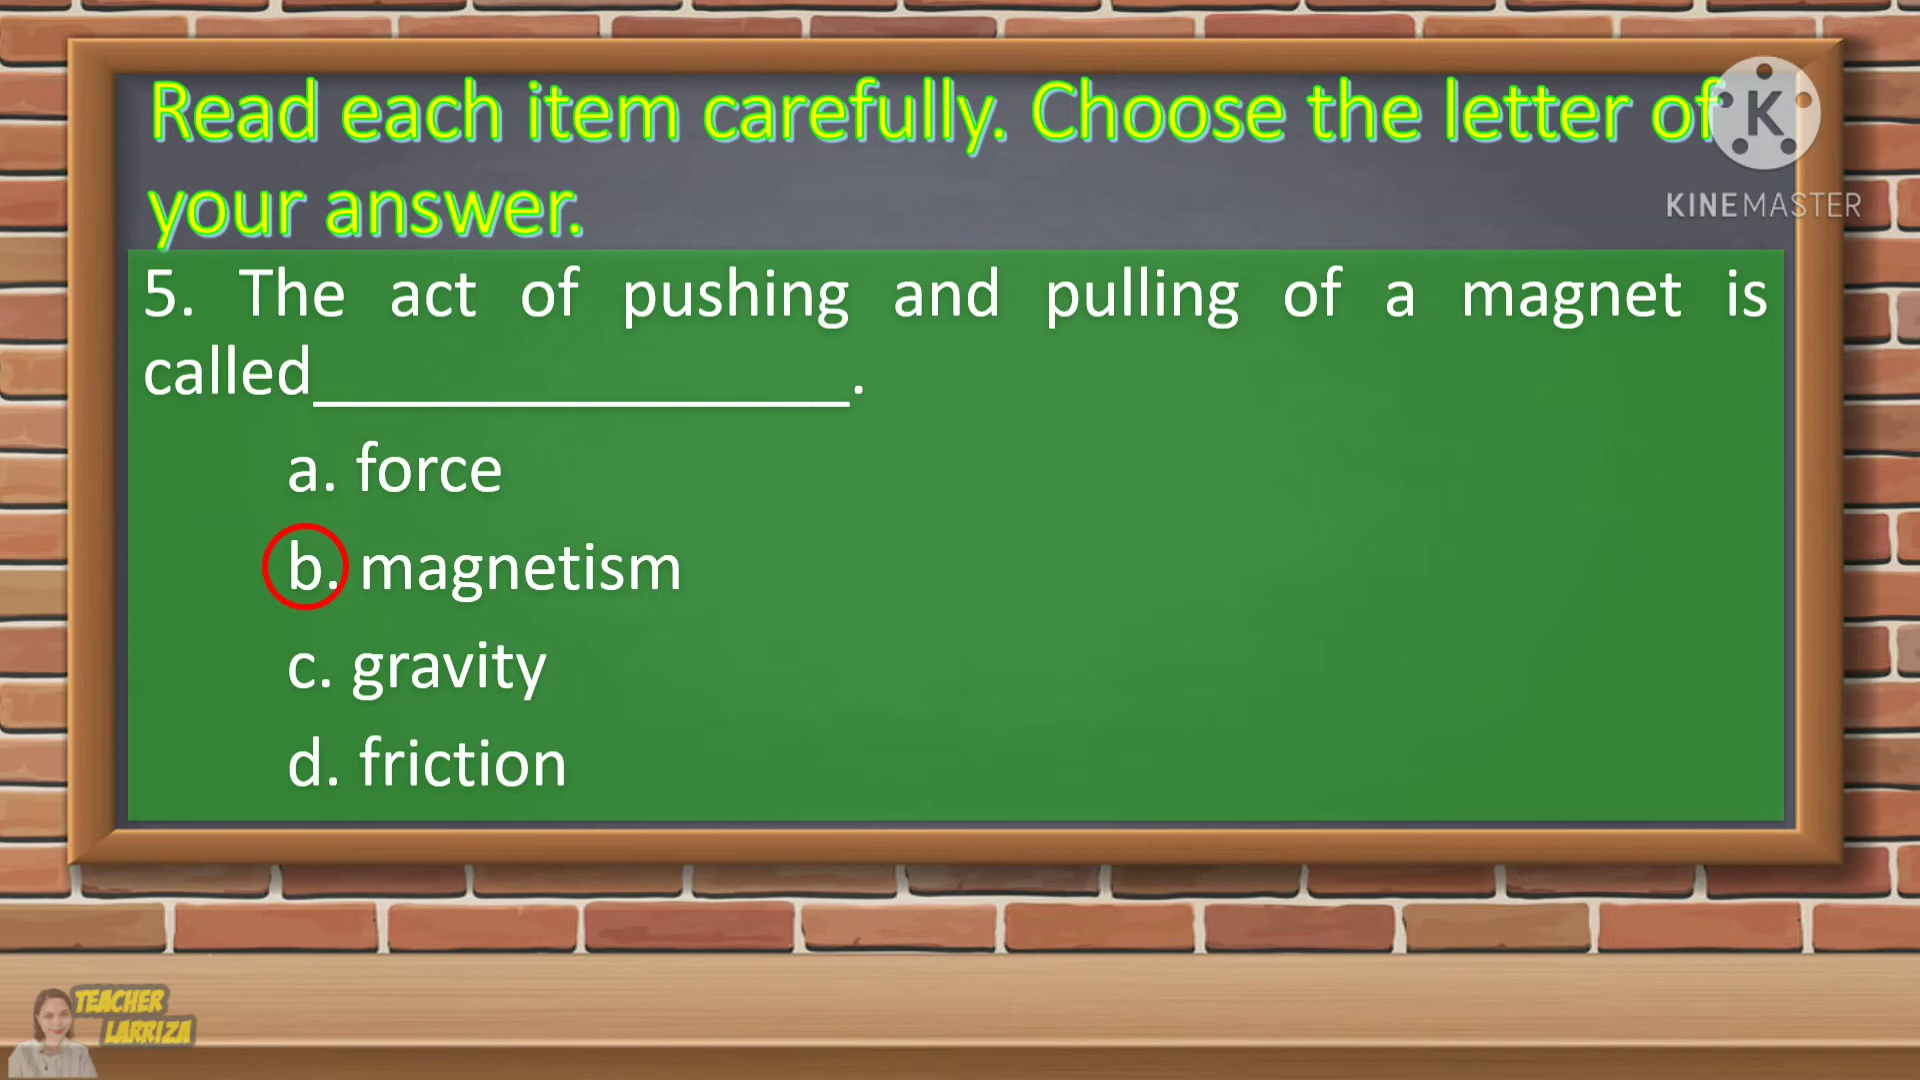 Read each item carefully. Choose the letter of
your answer.
K
KINEMASTER
5. The act of pushing and pulling of a magnet is
called________________.
a. force
b. magnetism
c. gravity
d. friction
TEACHER
LARRIZA